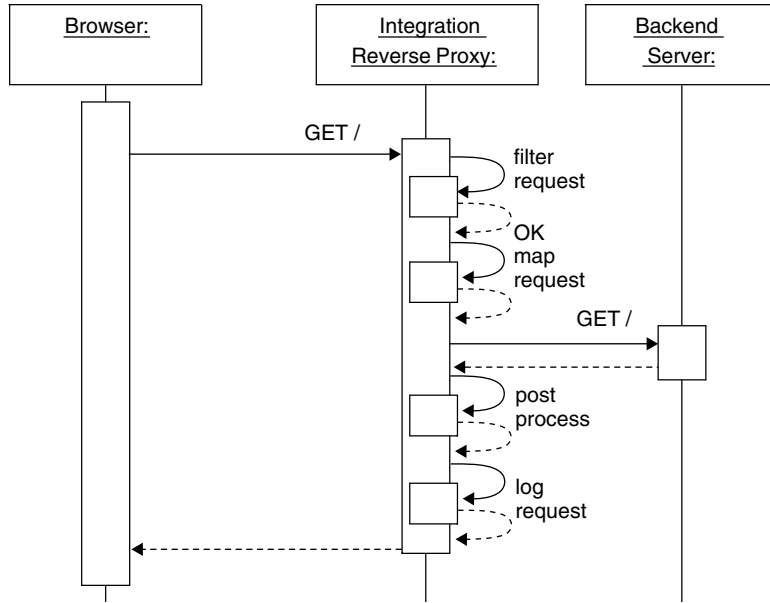 Browser:
Integration
Reverse Proxy:
Backend
Server:
GET /
filter
request
OK
map
request
GET /
post
process
log
request